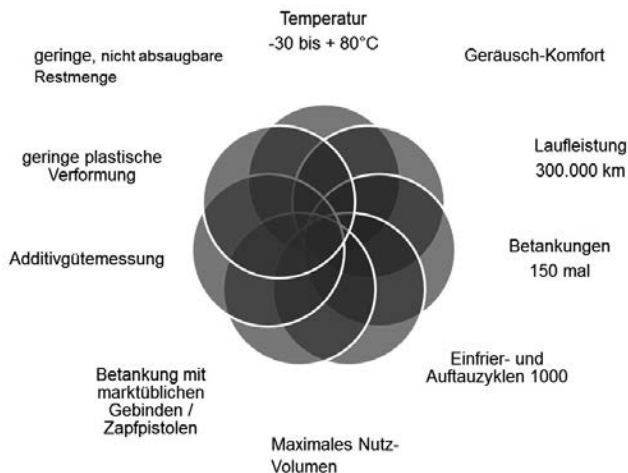 Temperatur
-30 bis + 80°C
Geräusch-Komfort
Laufleistung
300.000 km
Betankungen
150 mal
Einfrier- und
Auftauzyklen 1000
Maximales Nutz-
Volumen
Betankung mit
marktüblichen
Gebinden /
Zapfpistolen
Additivgütemessung
geringe plastische
Verformung
geringe, nicht absaugbare
Restmenge